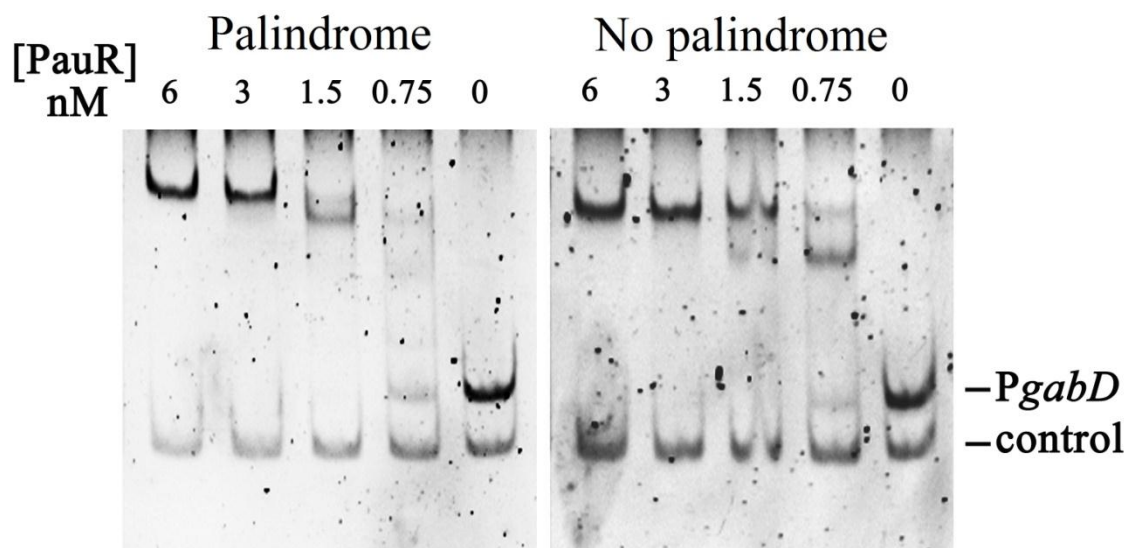 Palindrome No palindrome
[PauR]
nM 6 3 1.5 0.75 0 6 3 1.5 0.75 0
–PgabD
–control